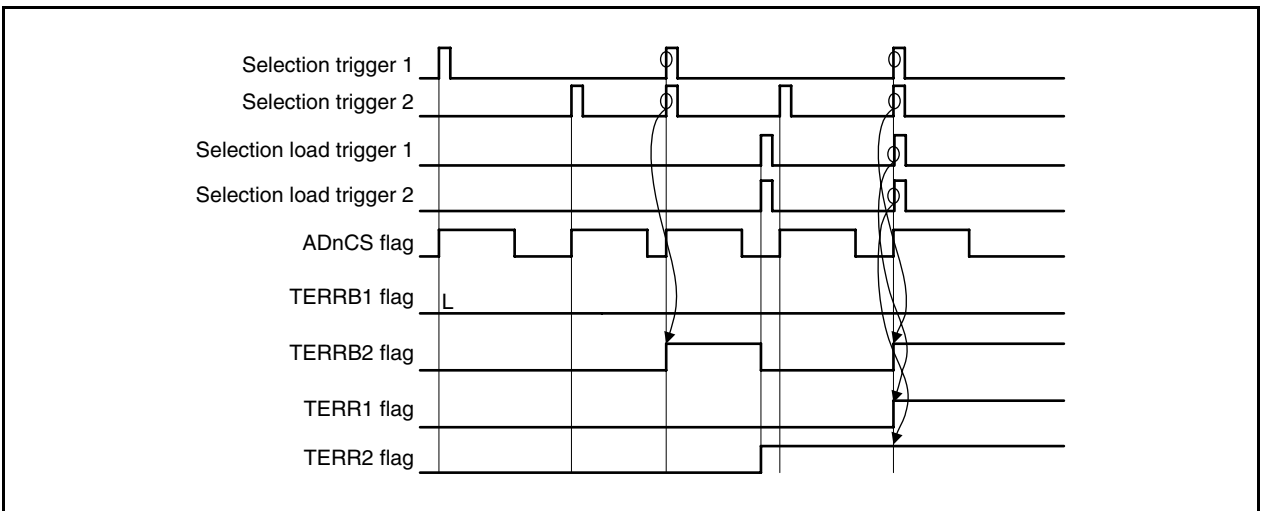 Selection trigger 1
Selection trigger 2
Selection load trigger 1
Selection load trigger 2
ADnCS flag
TERRB1 flag
L
TERRB2 flag
TERR1 flag
TERR2 flag